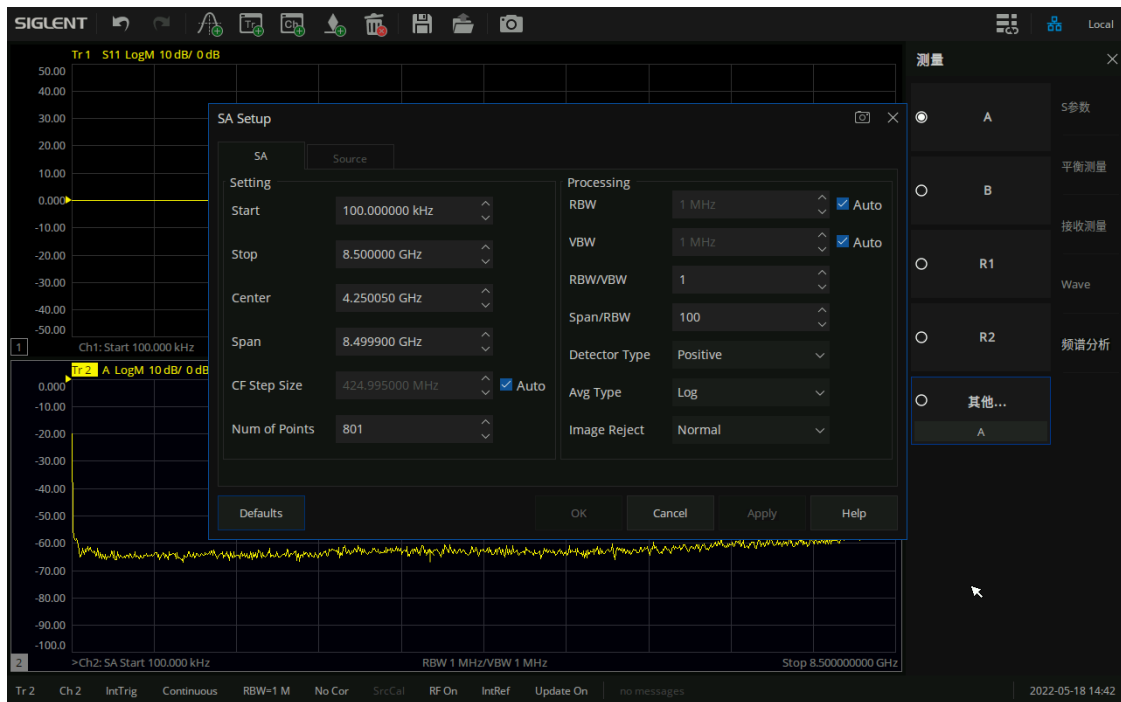 SIGLENT
Tr
Ch
Local
Tr 1 S11 LogM 10 dB/ 0 dB
50.00
40.00
30.00
20.00
10.00
0.000
-10.00
-20.00
-30.00
-40.00
-50.00
1
Ch1: Start 100.000 kHz
Tr 2 A LogM 10 dB/ 0 dB
0.000
-10.00
-20.00
-30.00
-40.00
-50.00
-60.00
-70.00
-80.00
-90.00
-100.0
2
>Ch2: SA Start 100.000 kHz
RBW 1 MHz/VBW 1 MHz
Stop 8.500000000 GHz
SA Setup
SA
Source
Setting
Start 100.000000 kHz
Stop 8.500000 GHz
Center 4.250050 GHz
Span 8.499900 GHz
CF Step Size 424.995000 MHz Auto
Num of Points 801
Processing
RBW 1 MHz Auto
VBW 1 MHz Auto
RBW/VBW 1
Span/RBW 100
Detector Type Positive
Avg Type Log
Image Reject Normal
Defaults
OK
Cancel
Apply
Help
测量
A
B
R1
R2
其他...
A
S参数
平衡测量
接收测量
Wave
频谱分析
Tr 2 Ch 2 IntTrig Continuous RBW=1 M No Cor SrcCal RF On IntRef Update On no messages 2022-05-18 14:42